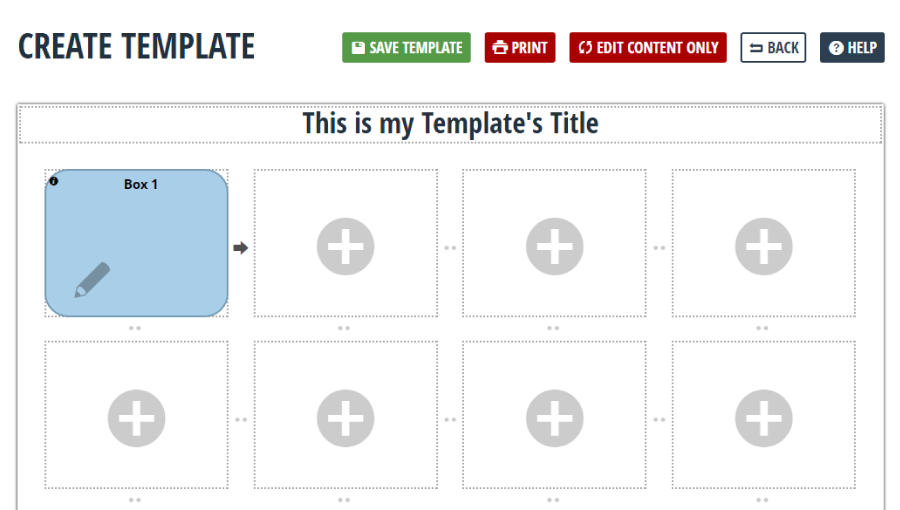 CREATE TEMPLATE
SAVE TEMPLATE
PRINT
EDIT CONTENT ONLY
BACK
HELP
This is my Template's Title
Box 1